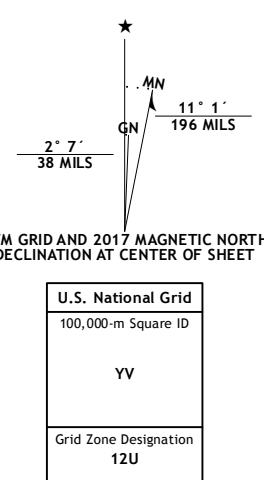 ★
MN
GN
11° 1´
196 MILS
2° 7´
38 MILS
M GRID AND 2017 MAGNETIC NORTH
DECLINATION AT CENTER OF SHEET
U.S. National Grid
100,000-m Square ID
YV
Grid Zone Designation
12U